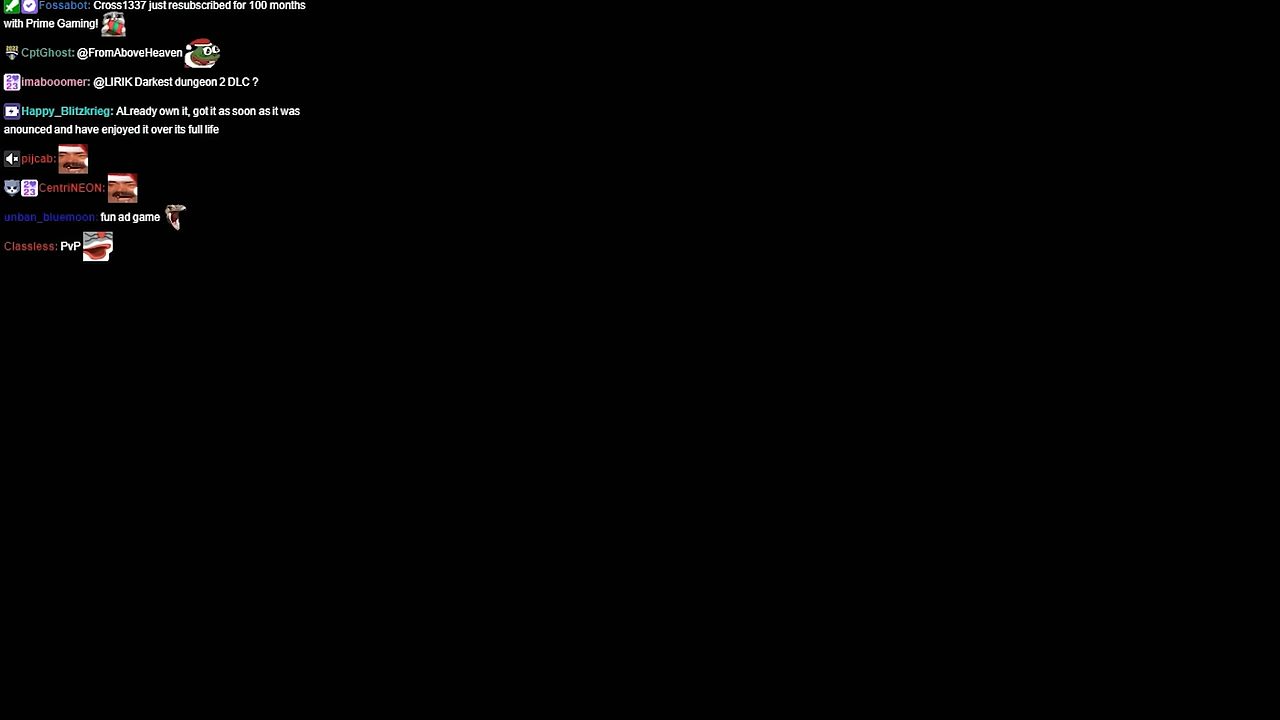 Fossabot: Cross1337 just resubscribed for 100 months
with Prime Gaming!
CptGhost: @FromAboveHeaven
imabooomer: @LIRIK Darkest dungeon 2 DLC ?
Happy_Blitzkrieg: ALready own it, got it as soon as it was
anounced and have enjoyed it over its full life
pijcab:
CentriNEON:
unban_bluemoon: fun ad game
Classless: PvP